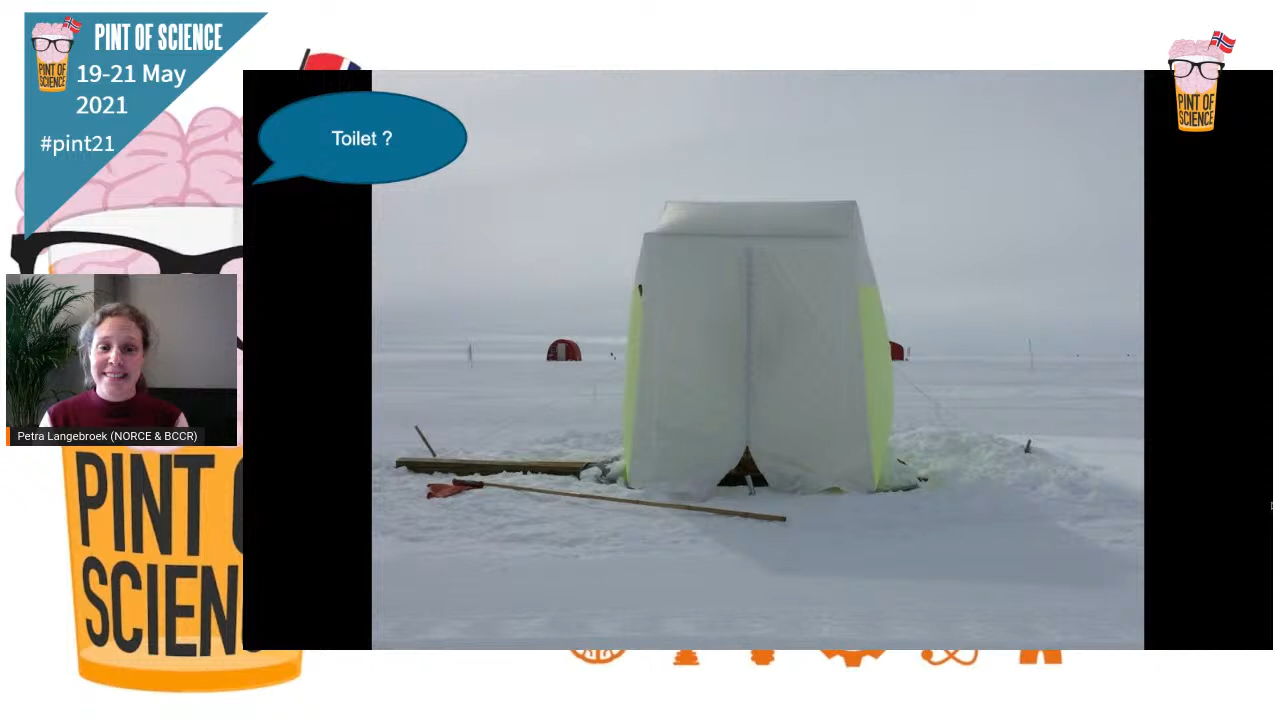 PINT OF SCIENCE
19-21 May
2021
#pint21
PINT OF
SCIENCE
Toilet ?
PINT OF
SCIENCE
Petra Langebroek (NORCE & BCCR)
PINT
SCIEN